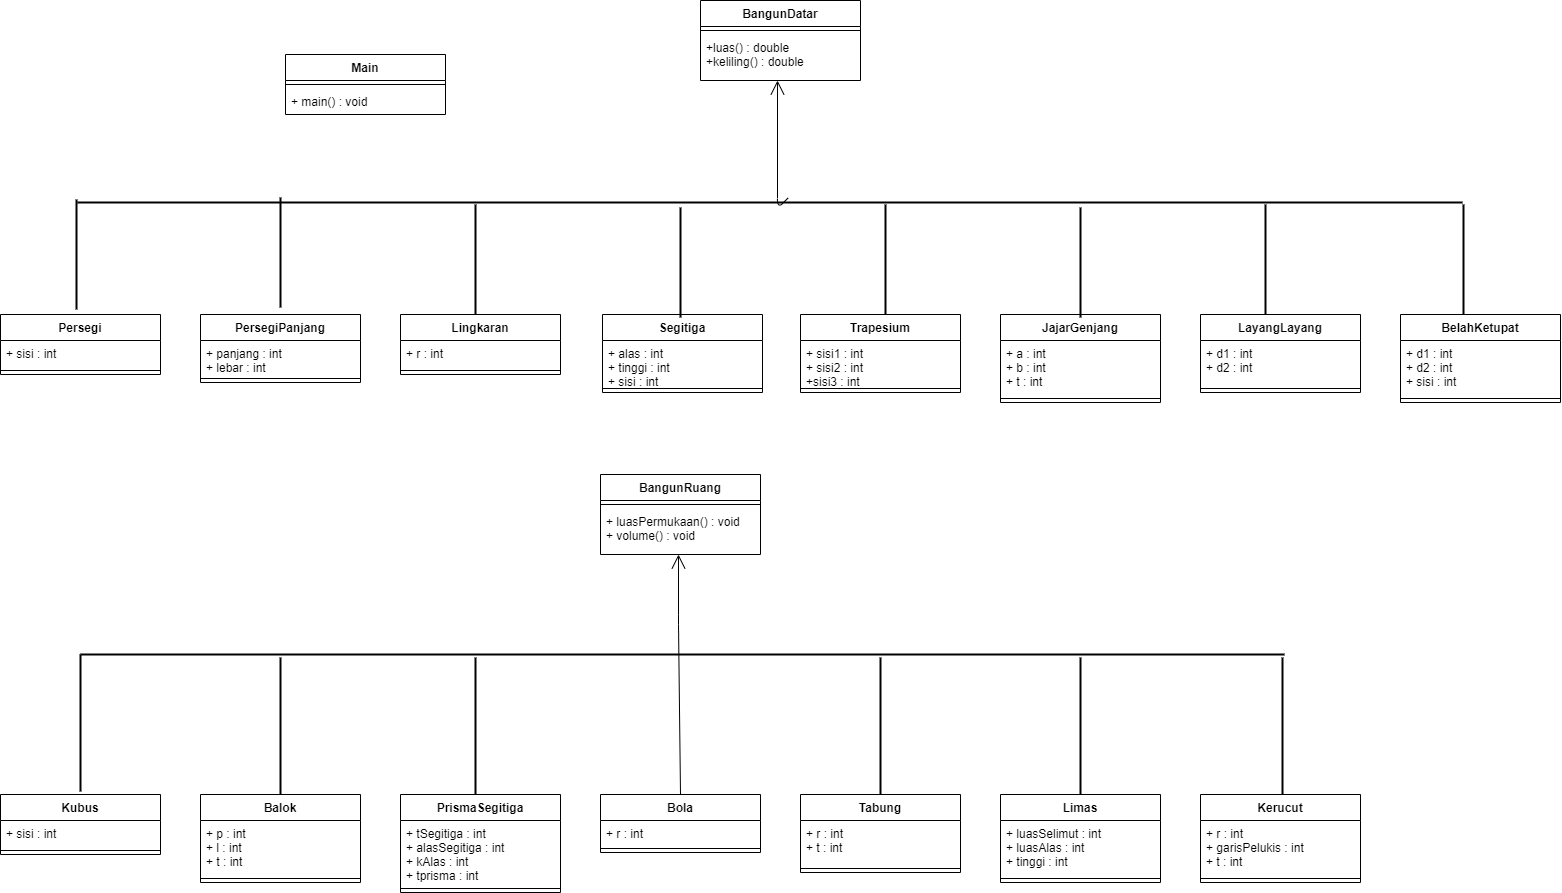 BangunDatar
+luas() : double
+keliling() : double
Main
+ main() : void
Persegi
+ sisi : int
PersegiPanjang
+ panjang : int
+ lebar : int
Lingkaran
+ r : int
Segitiga
+ alas : int
+ tinggi : int
+ sisi : int
Trapesium
+ sisi1 : int
+ sisi2 : int
+sisi3 : int
JajarGenjang
+ a : int
+ b : int
+ t : int
LayangLayang
+ d1 : int
+ d2 : int
BelahKetupat
+ d1 : int
+ d2 : int
+ sisi : int
BangunRuang
+ luasPermukaan() : void
+ volume() : void
Kubus
+ sisi : int
Balok
+ p : int
+ l : int
+ t : int
PrismaSegitiga
+ tSegitiga : int
+ alasSegitiga : int
+ kAlas : int
+ tprisma : int
Bola
+ r : int
Tabung
+ r : int
+ t : int
Limas
+ luasSelimut : int
+ luasAlas : int
+ tinggi : int
Kerucut
+ r : int
+ garisPelukis : int
+ t : int